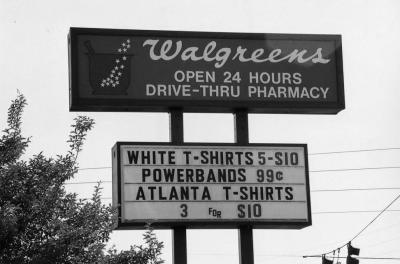 Walgreens
OPEN 24 HOURS
DRIVE-THRU PHARMACY
WHITE T-SHIRTS 5-$10
POWERBANDS 99¢
ATLANTA T-SHIRTS
3 FOR $10